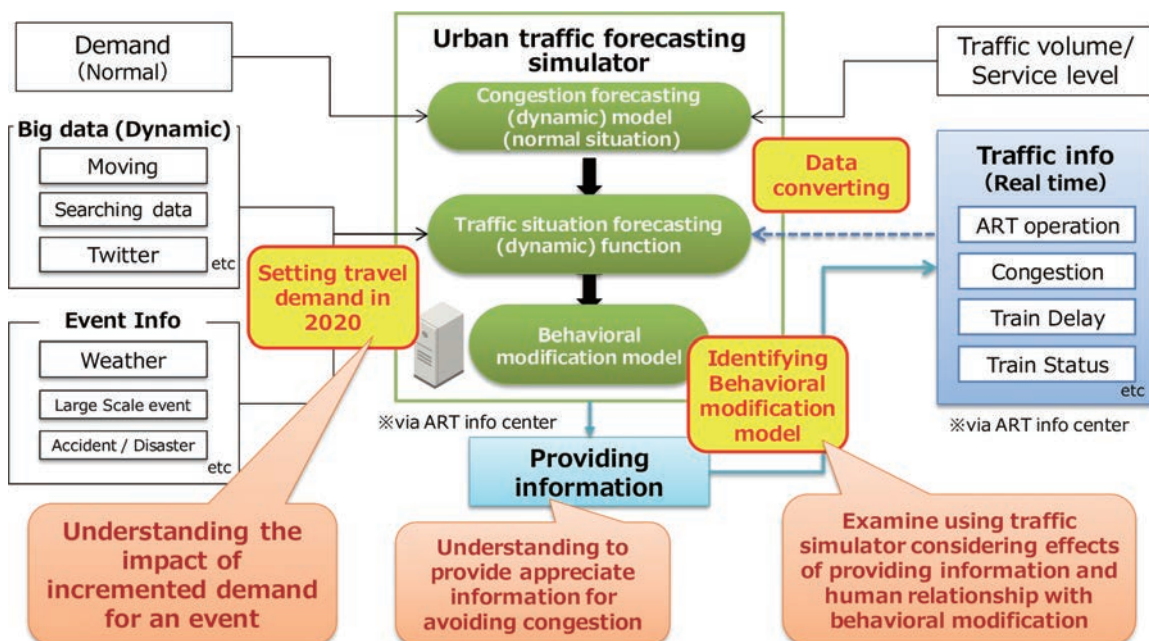 Demand
(Normal)
Big data (Dynamic)
Moving
Searching data
Twitter
etc
Event Info
Weather
Large Scale event
Accident / Disaster
etc
Setting travel
demand in
2020
Urban traffic forecasting
simulator
Congestion forecasting
(dynamic) model
(normal situation)
Traffic situation forecasting
(dynamic) function
Behavioral
modification model
※via ART info center
Providing
information
Data
converting
Identifying
Behavioral
modification
model
Traffic volume/
Service level
Traffic info
(Real time)
ART operation
Congestion
Train Delay
Train Status
etc
※via ART info center
Understanding the
impact of
incremented demand
for an event
Understanding to
provide appreciate
information for
avoiding congestion
Examine using traffic
simulator considering effects
of providing information and
human relationship with
behavioral modification